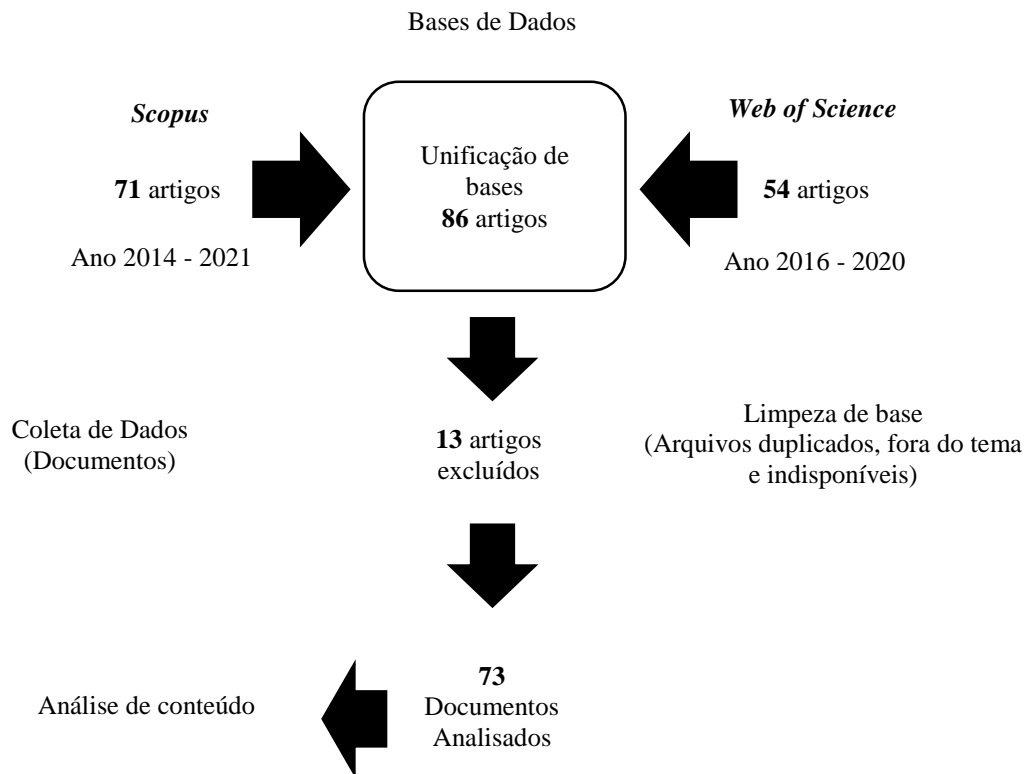 Bases de Dados
Scopus
71 artigos
Ano 2014 - 2021
Unificação de
bases
86 artigos
Web of Science
54 artigos
Ano 2016 - 2020
Coleta de Dados
(Documentos)
13 artigos
excluídos
Limpeza de base
(Arquivos duplicados, fora do tema
e indisponíveis)
Análise de conteúdo
73
Documentos
Analisados